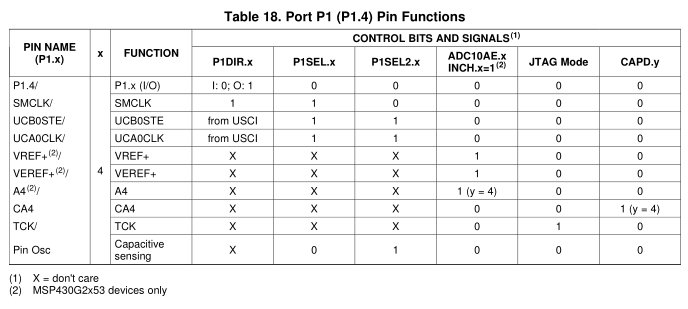 Table 18. Port P1 (P1.4) Pin Functions
CONTROL BITS AND SIGNALS(1)
PIN NAME (P1.x) x FUNCTION P1DIR.x P1SEL.x P1SEL2.x ADC10AE.x INCH.x=1(2) JTAG Mode CAPD.y
P1.4/ P1.x (I/O) I: 0; O: 1 0 0 0 0 0
SMCLK/ SMCLK 1 1 0 0 0 0
UCB0STE/ UCB0STE from USCI 1 1 0 0 0
UCA0CLK/ UCA0CLK from USCI 1 1 0 0 0
VREF+(2)/ VREF+ X X X 1 0 0
VEREF+(2)/ 4 VEREF+ X X X 1 0 0
A4(2)/ A4 X X X 1 (y = 4) 0 0
CA4 CA4 X X X 0 0 1 (y = 4)
TCK/ TCK X X X 0 1 0
Pin Osc Capacitive sensing X 0 1 0 0 0
(1) X = don't care
(2) MSP430G2x53 devices only